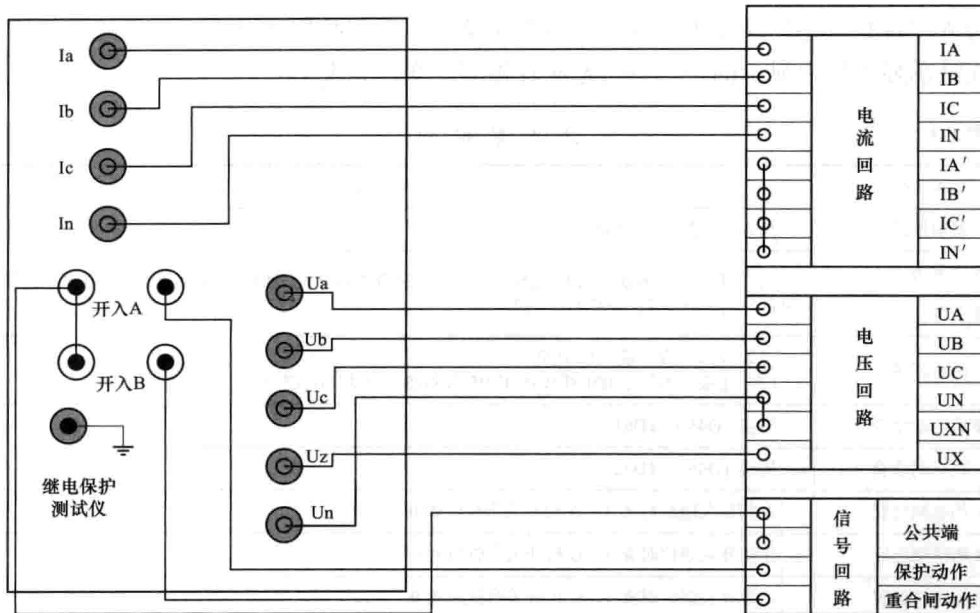 Ia
Ib
Ic
In
开入A
开入B
继电保护
测试仪
Ua
Ub
Uc
Uz
Un
电流回路
IA
IB
IC
IN
IA′
IB′
IC′
IN′
电压回路
UA
UB
UC
UN
UXN
UX
信号回路
公共端
保护动作
重合闸动作